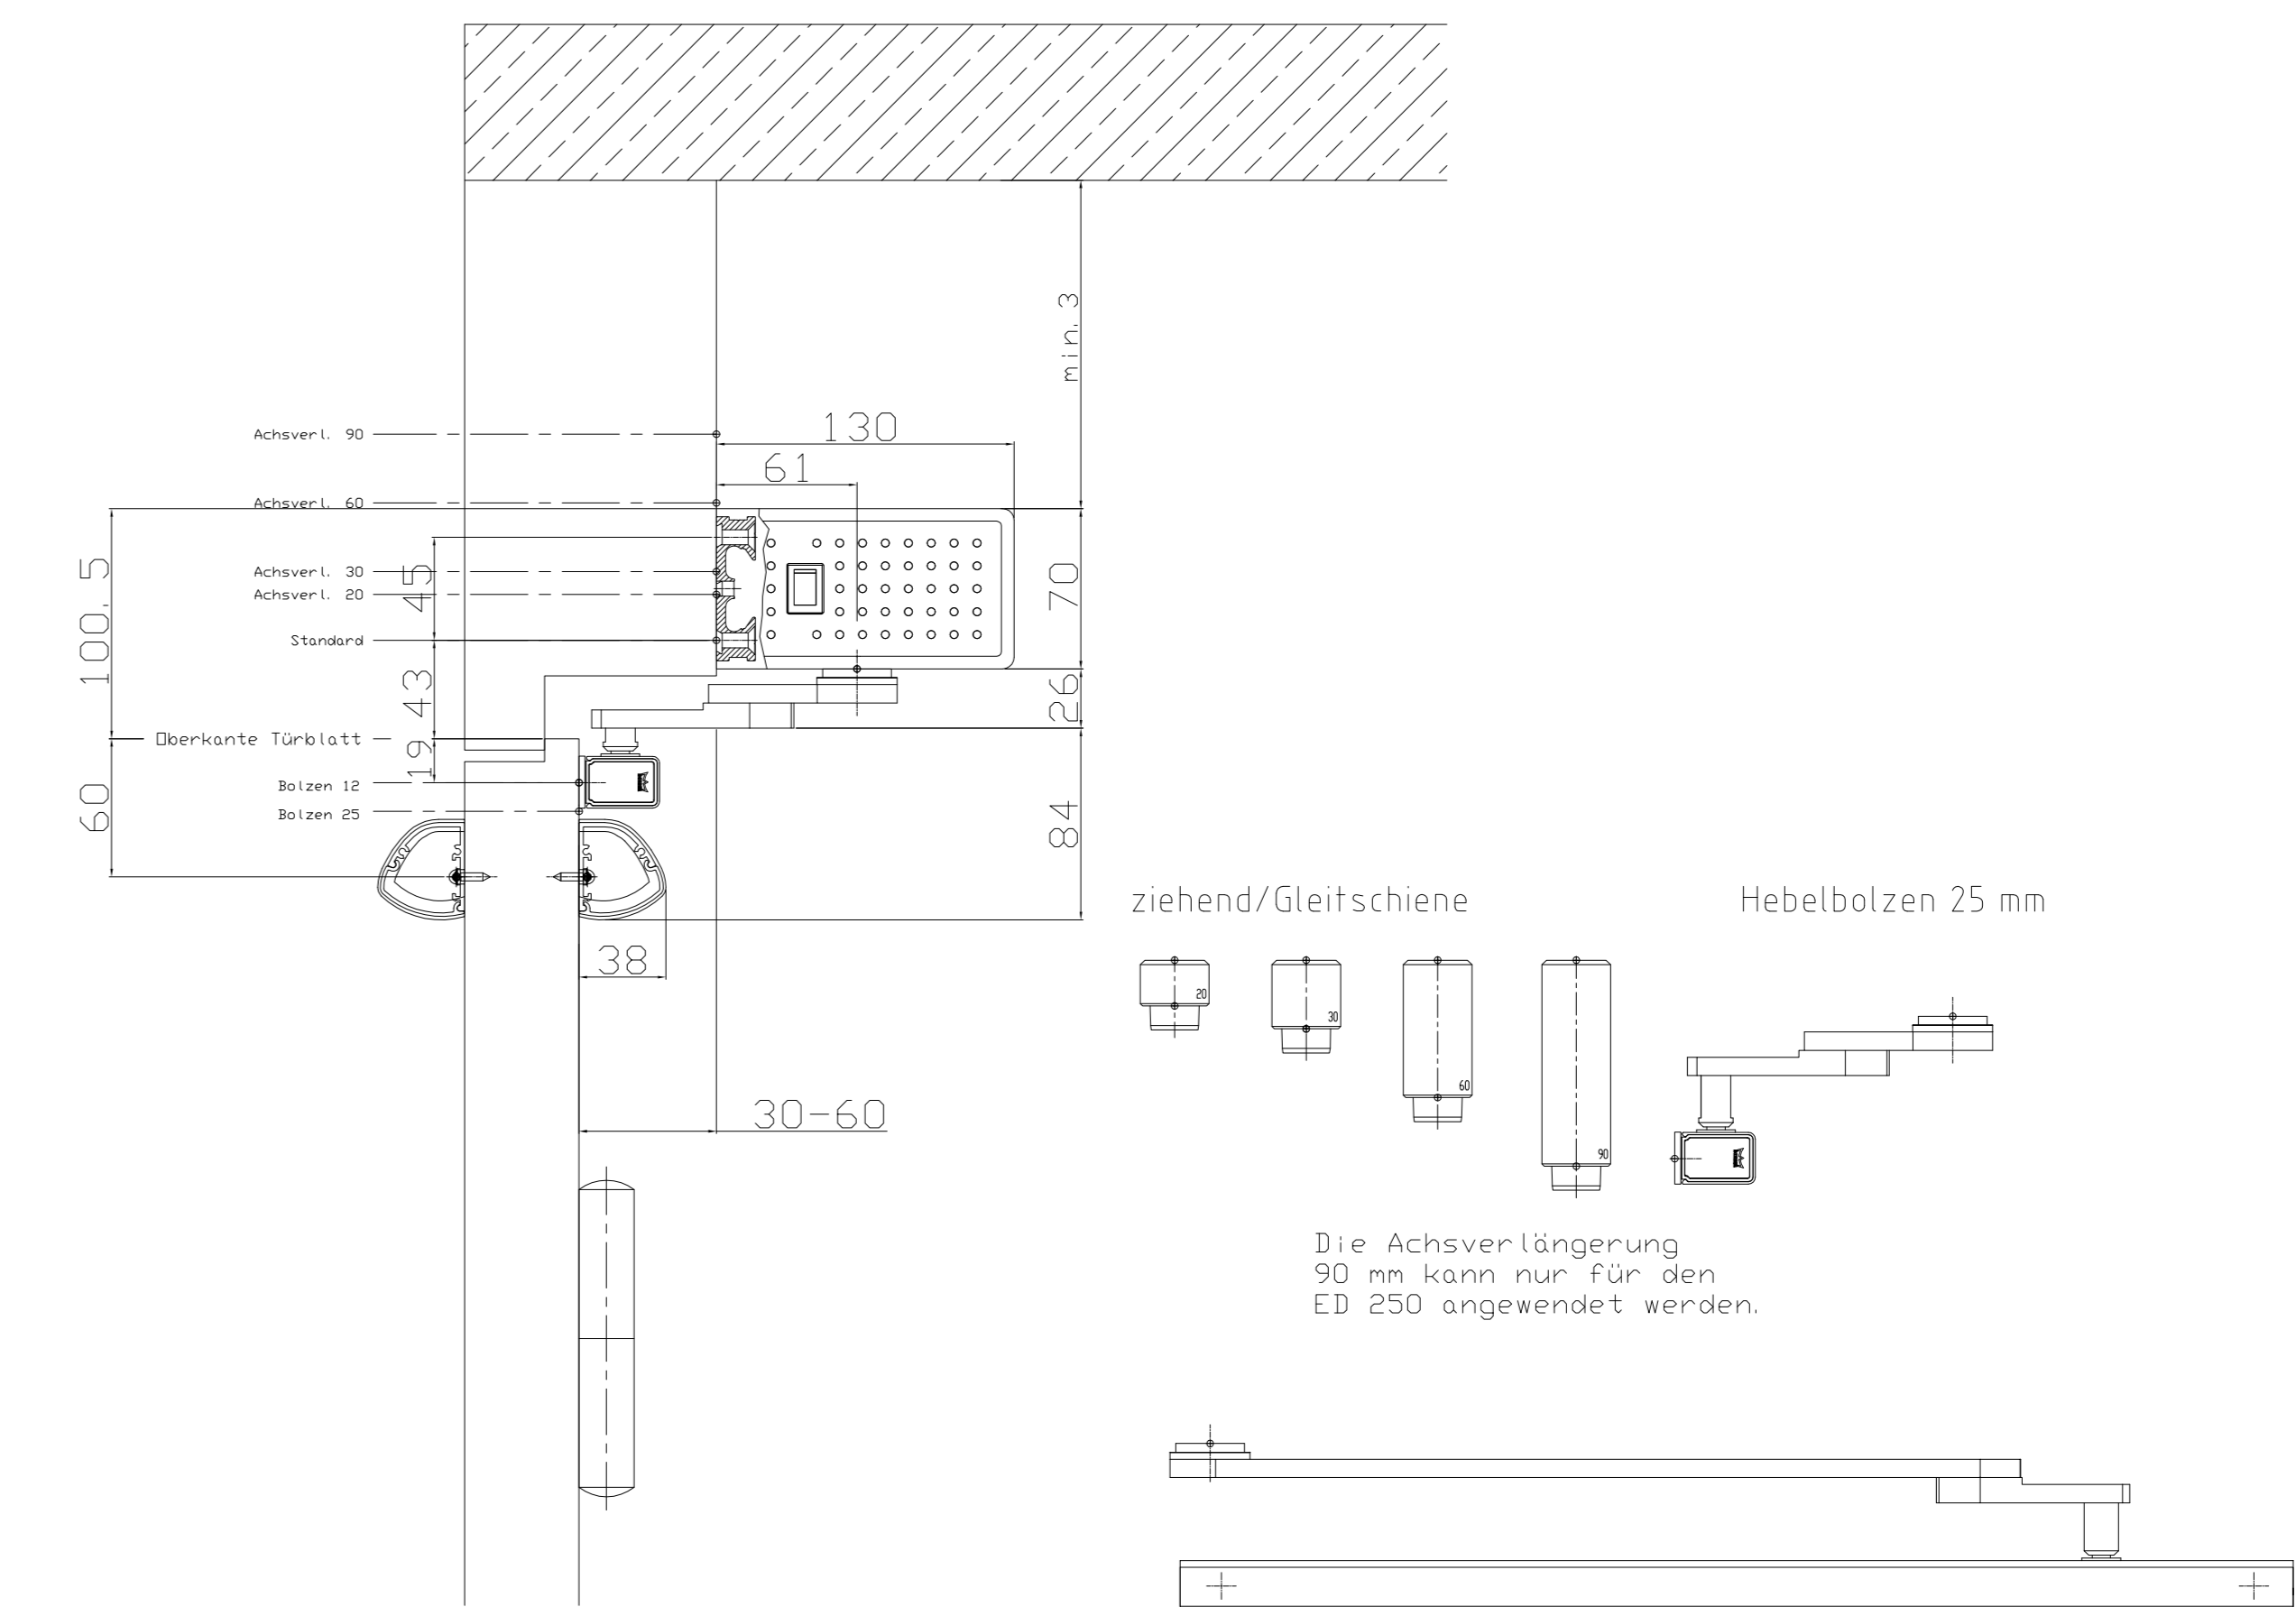 min. 3
Achsverl. 90
130
61
Achsverl. 60
100.5
45
Achsverl. 30
Achsverl. 20
70
Standard
43
26
Oberkante Türblatt
19
Bolzen 12
60
Bolzen 25
84
38
30-60
ziehend/Gleitschiene
Hebelbolzen 25 mm
20
30
60
90
Die Achsverlängerung
90 mm kann nur für den
ED 250 angewendet werden.